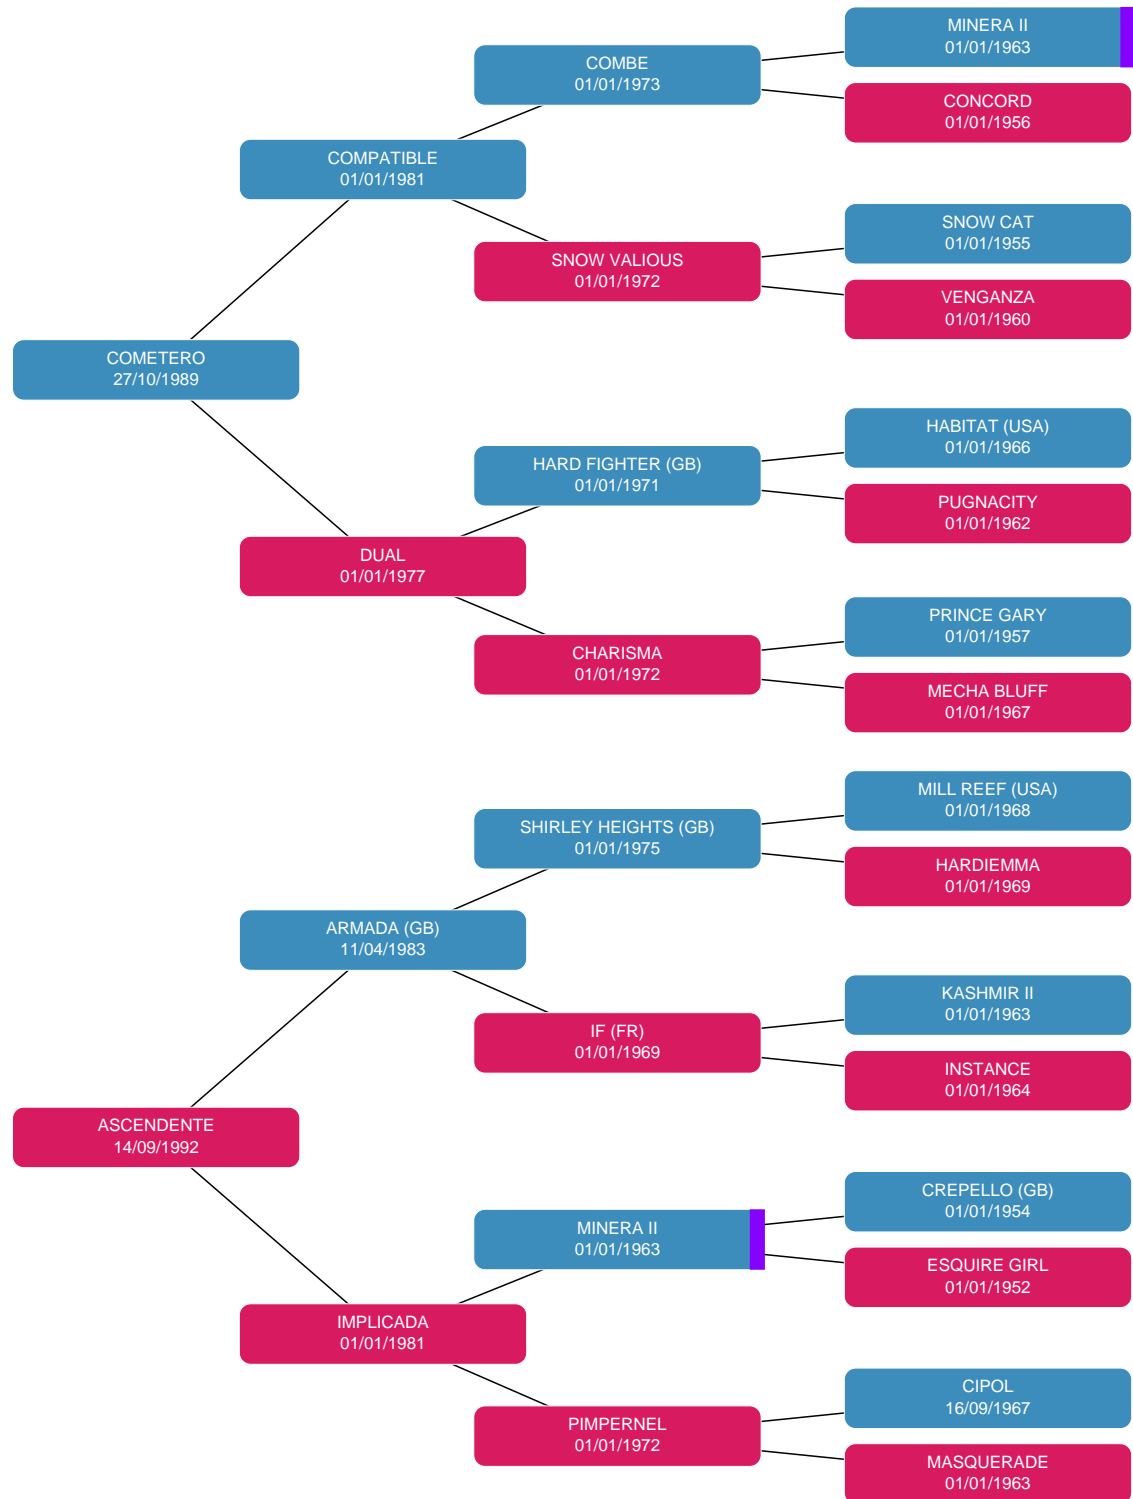 MINERA II
01/01/1963
COMBE
01/01/1973
CONCORD
01/01/1956
COMPATIBLE
01/01/1981
SNOW CAT
01/01/1955
SNOW VALIOUS
01/01/1972
VENGANZA
01/01/1960
COMETERO
27/10/1989
HABITAT (USA)
01/01/1966
HARD FIGHTER (GB)
01/01/1971
PUGNACITY
01/01/1962
DUAL
01/01/1977
PRINCE GARY
01/01/1957
CHARISMA
01/01/1972
MECHA BLUFF
01/01/1967
MILL REEF (USA)
01/01/1968
SHIRLEY HEIGHTS (GB)
01/01/1975
HARDIEMMA
01/01/1969
ARMADA (GB)
11/04/1983
KASHMIR II
01/01/1963
IF (FR)
01/01/1969
INSTANCE
01/01/1964
ASCENDENTE
14/09/1992
CREPELLO (GB)
01/01/1954
MINERA II
01/01/1963
ESQUIRE GIRL
01/01/1952
IMPLICADA
01/01/1981
CIPOL
16/09/1967
PIMPERNEL
01/01/1972
MASQUERADE
01/01/1963